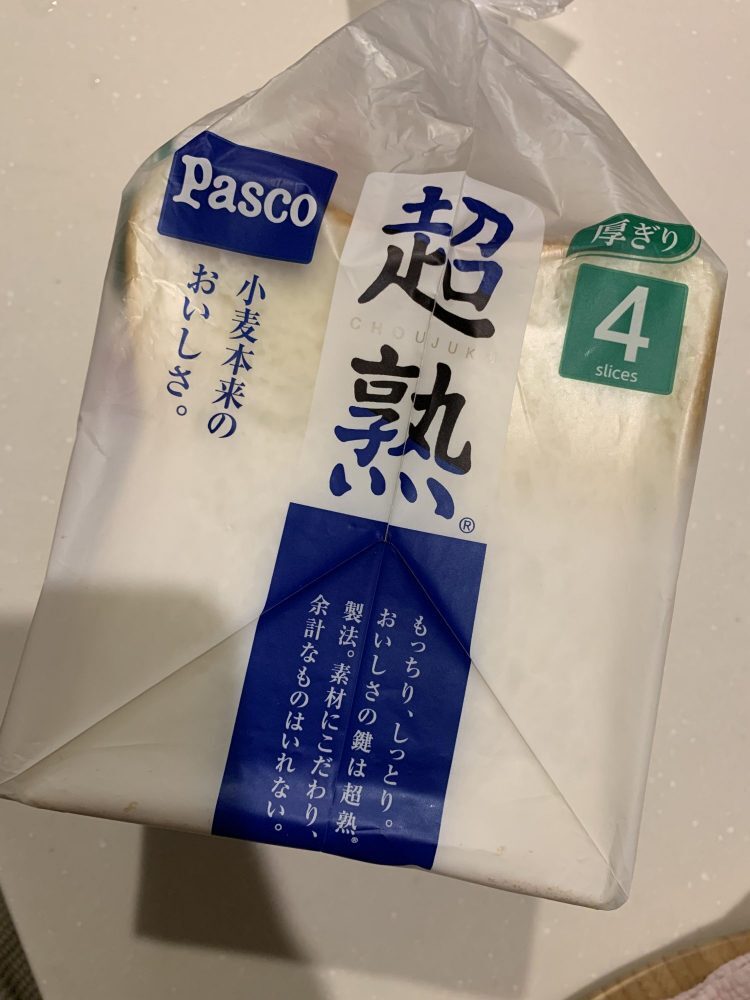 Pasco
小麦本来の
おいしさ。
超熟®
CHOUJUKU
厚ぎり
4
slices
もっちり、しっとり。
おいしさの鍵は超熟®
製法。素材にこだわり、
余計なものはいれない。